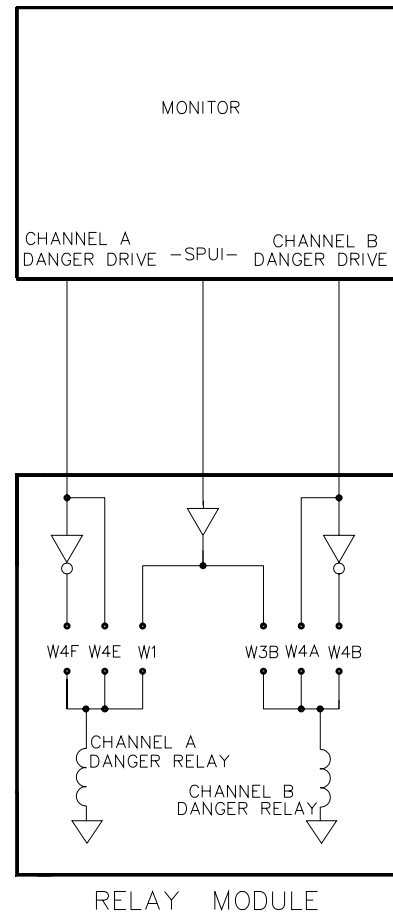 MONITOR
CHANNEL A
DANGER DRIVE
-SPUI-
CHANNEL B
DANGER DRIVE
W4F W4E W1 W3B W4A W4B
CHANNEL A
DANGER RELAY
CHANNEL B
DANGER RELAY
RELAY MODULE